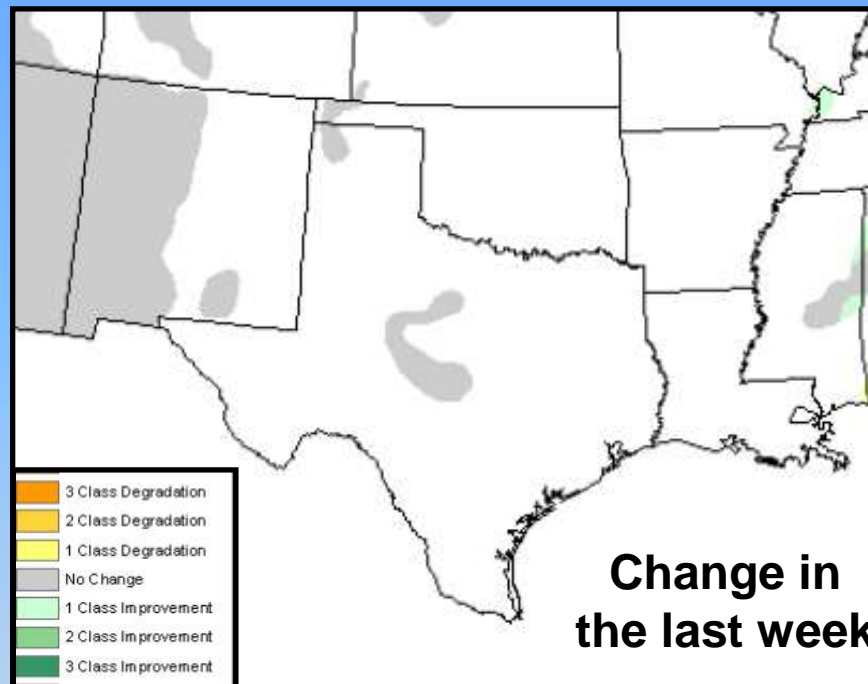 3 Class Degradation
2 Class Degradation
1 Class Degradation
No Change
1 Class Improvement
2 Class Improvement
3 Class Improvement
Change in
the last week